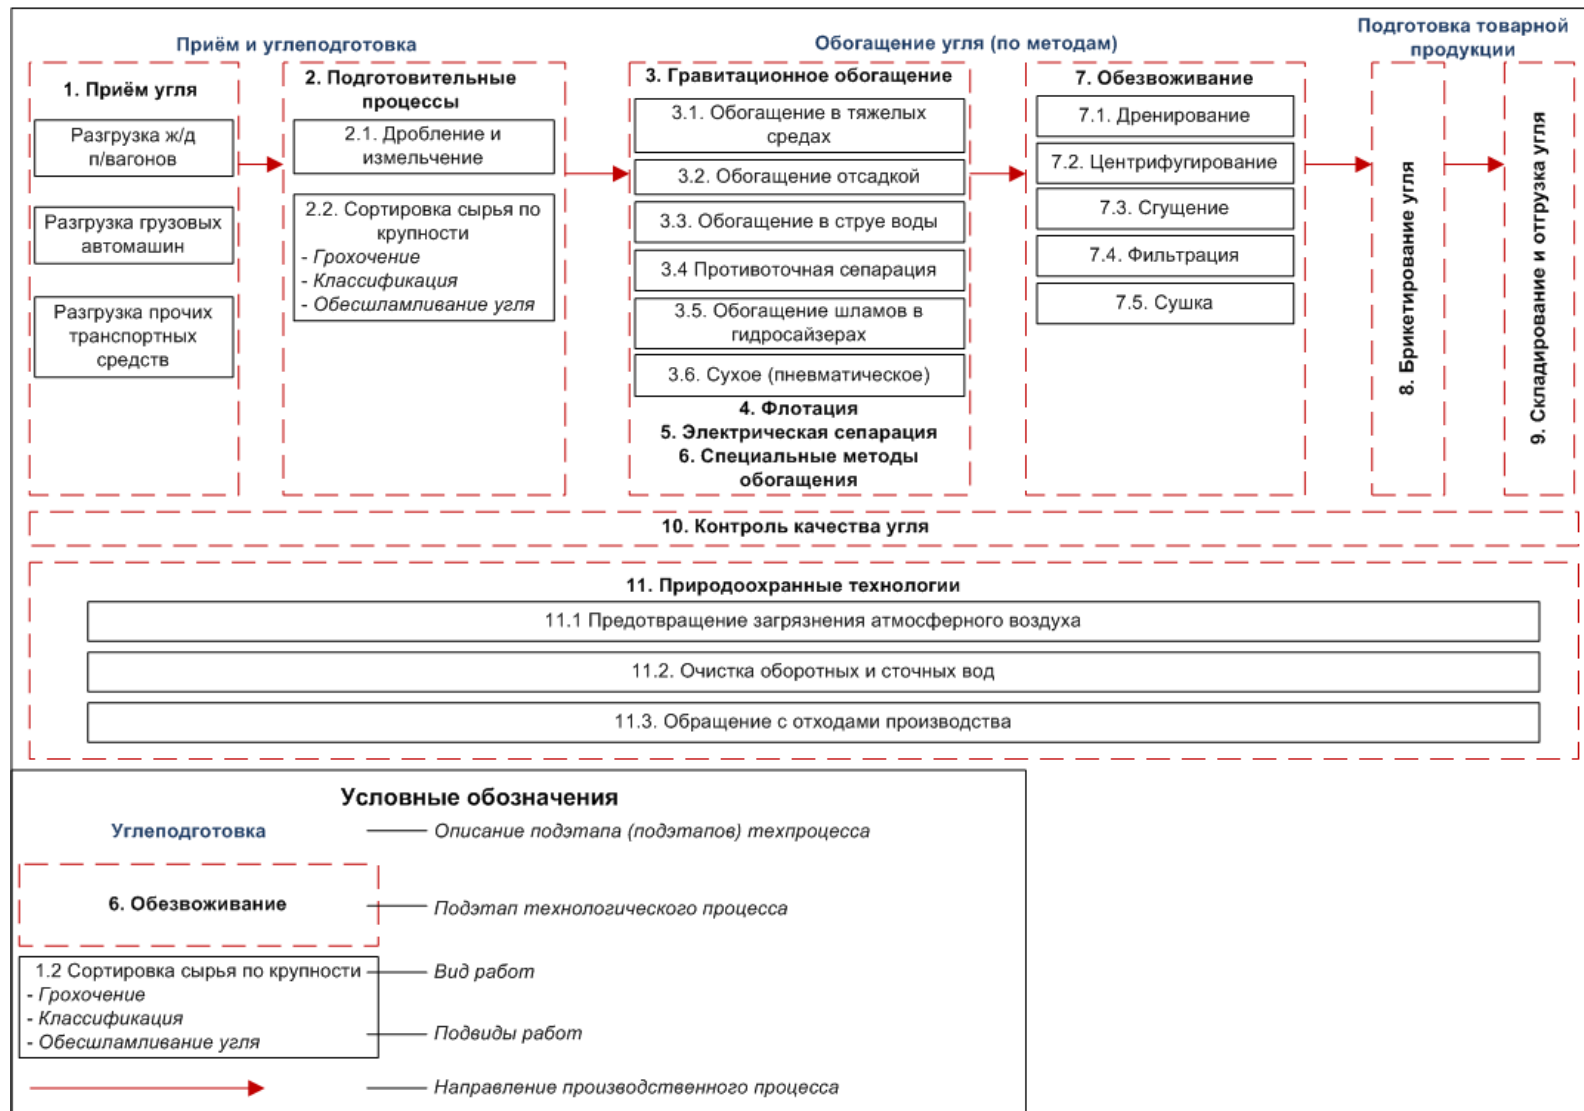 Приём и углеподготовка
Обогащение угля (по методам)
Подготовка товарной
продукции
1. Приём угля
Разгрузка ж/д
п/вагонов
Разгрузка грузовых
автомашин
Разгрузка прочих
транспортных
средств
2. Подготовительные
процессы
2.1. Дробление и
измельчение
2.2. Сортировка сырья по
крупности
- Грохочение
- Классификация
- Обесшламливание угля
3. Гравитационное обогащение
3.1. Обогащение в тяжелых
средах
3.2. Обогащение отсадкой
3.3. Обогащение в струе воды
3.4 Противоточная сепарация
3.5. Обогащение шламов в
гидросайзерах
3.6. Сухое (пневматическое)
4. Флотация
5. Электрическая сепарация
6. Специальные методы
обогащения
7. Обезвоживание
7.1. Дренирование
7.2. Центрифугирование
7.3. Сгущение
7.4. Фильтрация
7.5. Сушка
8. Брикетирование угля
9. Складирование и отгрузка угля
10. Контроль качества угля
11. Природоохранные технологии
11.1 Предотвращение загрязнения атмосферного воздуха
11.2. Очистка оборотных и сточных вод
11.3. Обращение с отходами производства
Условные обозначения
Углеподготовка
Описание подэтапа (подэтапов) техпроцесса
6. Обезвоживание
Подэтап технологического процесса
1.2 Сортировка сырья по крупности
- Грохочение
- Классификация
- Обесшламливание угля
Вид работ
Подвиды работ
Направление производственного процесса